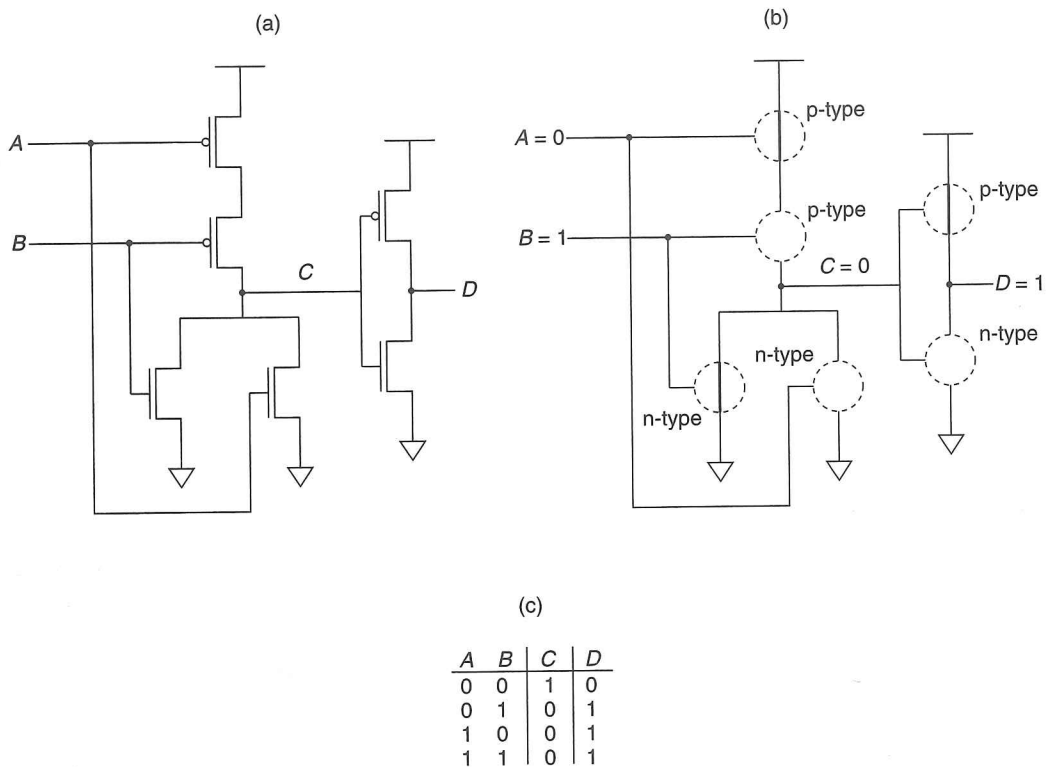 (a)
A
B
C
D
(b)
A = 0
B = 1
p-type
p-type
C = 0
n-type
n-type
p-type
D = 1
n-type
(c)
A B C D
0 0 1 0
0 1 0 1
1 0 0 1
1 1 0 1